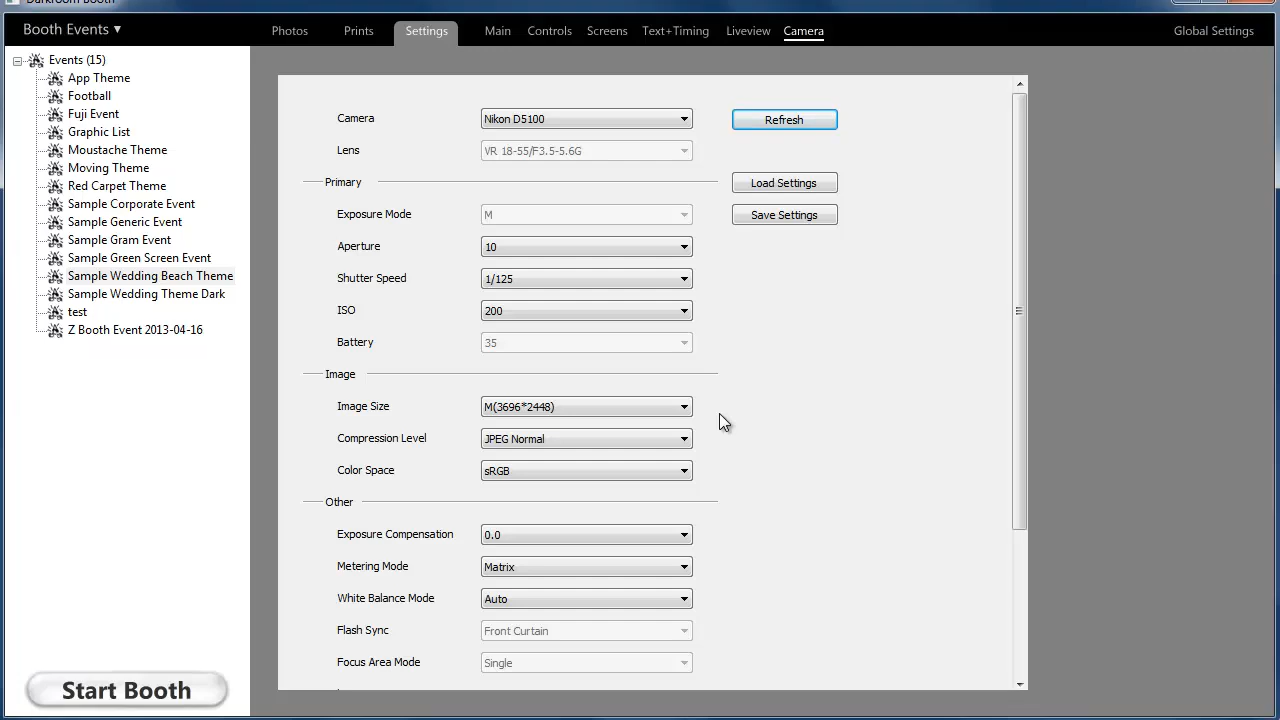 Darkroom Booth
Booth Events ▾
Photos Prints Settings Main Controls Screens Text+Timing Liveview Camera Global Settings
Events (15)
App Theme
Football
Fuji Event
Graphic List
Moustache Theme
Moving Theme
Red Carpet Theme
Sample Corporate Event
Sample Generic Event
Sample Gram Event
Sample Green Screen Event
Sample Wedding Beach Theme
Sample Wedding Theme Dark
test
Z Booth Event 2013-04-16
Start Booth
Camera Nikon D5100 Refresh
Lens VR 18-55/F3.5-5.6G
Primary Load Settings
Exposure Mode M Save Settings
Aperture 10
Shutter Speed 1/125
ISO 200
Battery 35
Image
Image Size M(3696*2448)
Compression Level JPEG Normal
Color Space sRGB
Other
Exposure Compensation 0.0
Metering Mode Matrix
White Balance Mode Auto
Flash Sync Front Curtain
Focus Area Mode Single